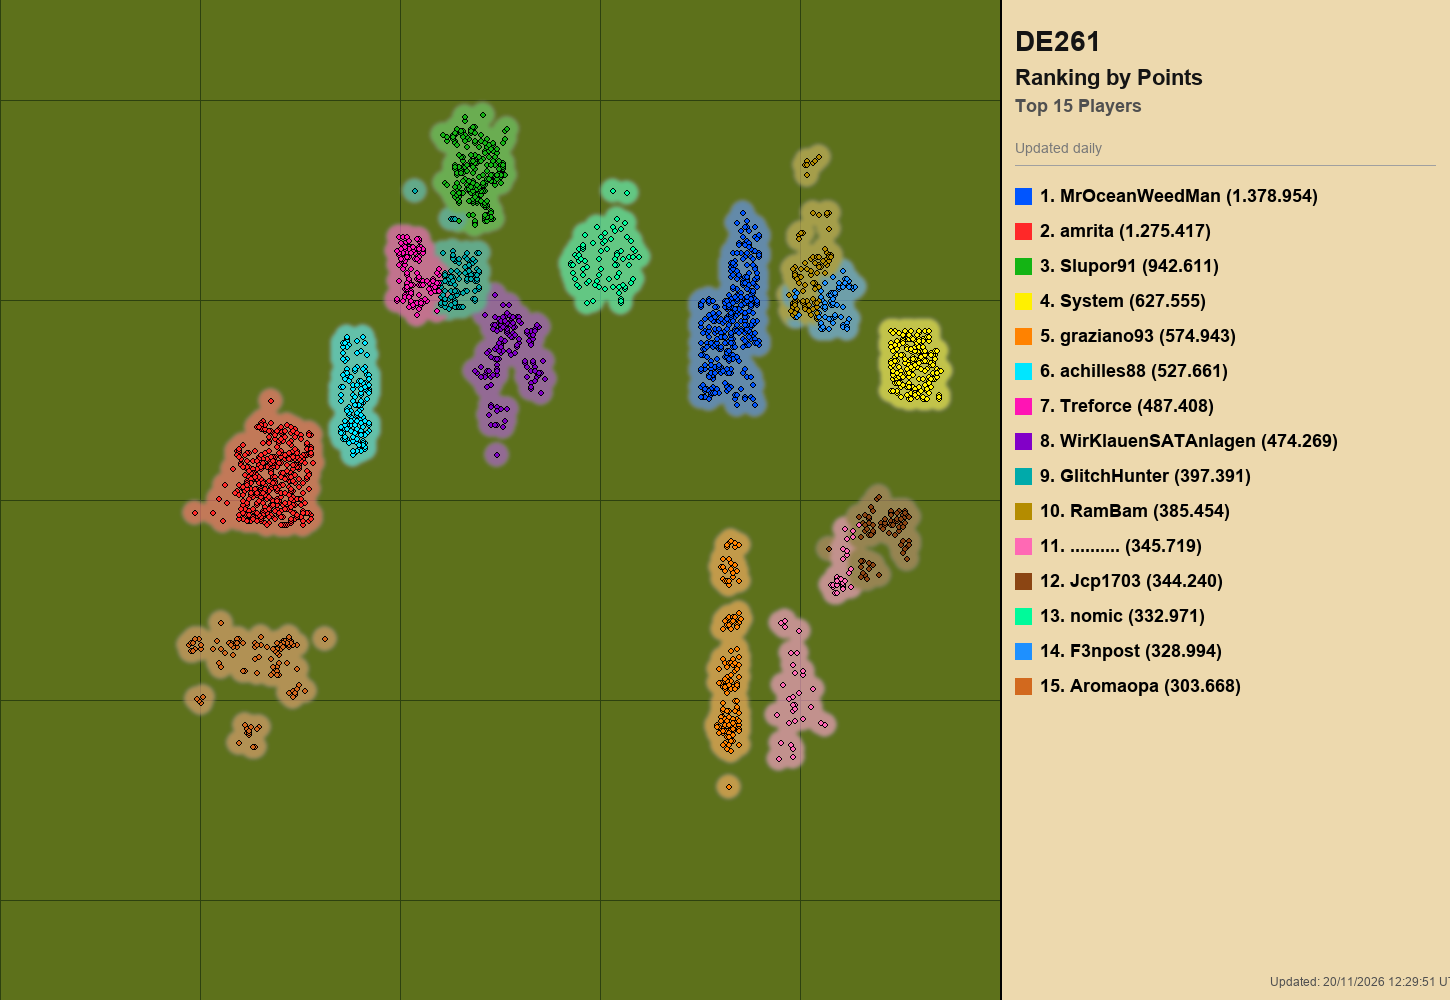 DE261
Ranking by Points
Top 15 Players
Updated daily
1. MrOceanWeedMan (1.378.954)
2. amrita (1.275.417)
3. Slupor91 (942.611)
4. System (627.555)
5. graziano93 (574.943)
6. achilles88 (527.661)
7. Treforce (487.408)
8. WirKlauenSATAnlagen (474.269)
9. GlitchHunter (397.391)
10. RamBam (385.454)
11. .......... (345.719)
12. Jcp1703 (344.240)
13. nomic (332.971)
14. F3npost (328.994)
15. Aromaopa (303.668)
Updated: 20/11/2026 12:29:51